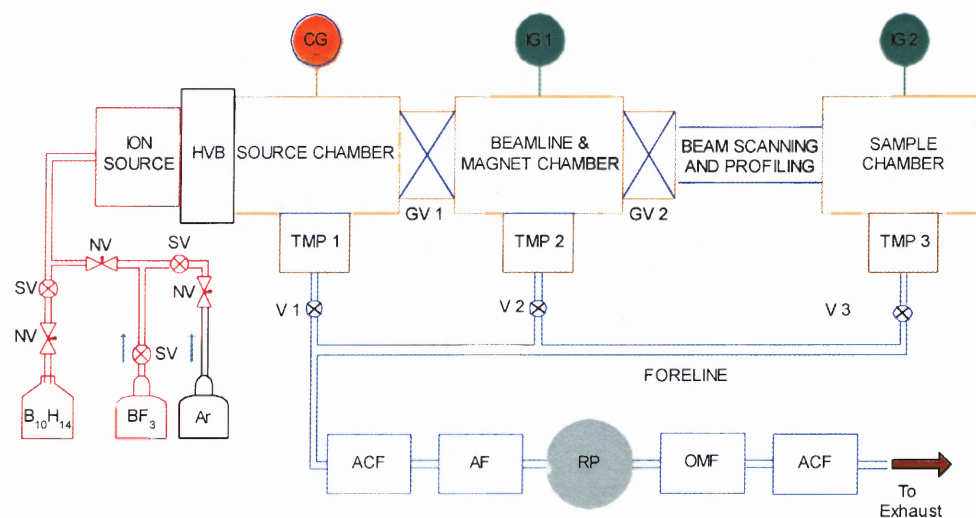 CG
IG 1
IG 2
ION
SOURCE
HVB
SOURCE CHAMBER
BEAMLINE &
MAGNET CHAMBER
BEAM SCANNING
AND PROFILING
SAMPLE
CHAMBER
GV 1
GV 2
TMP 1
TMP 2
TMP 3
NV
SV
SV
NV
NV
SV
V 1
V 2
V 3
SV
FORELINE
B10H14
BF3
Ar
ACF
AF
RP
OMF
ACF
To
Exhaust